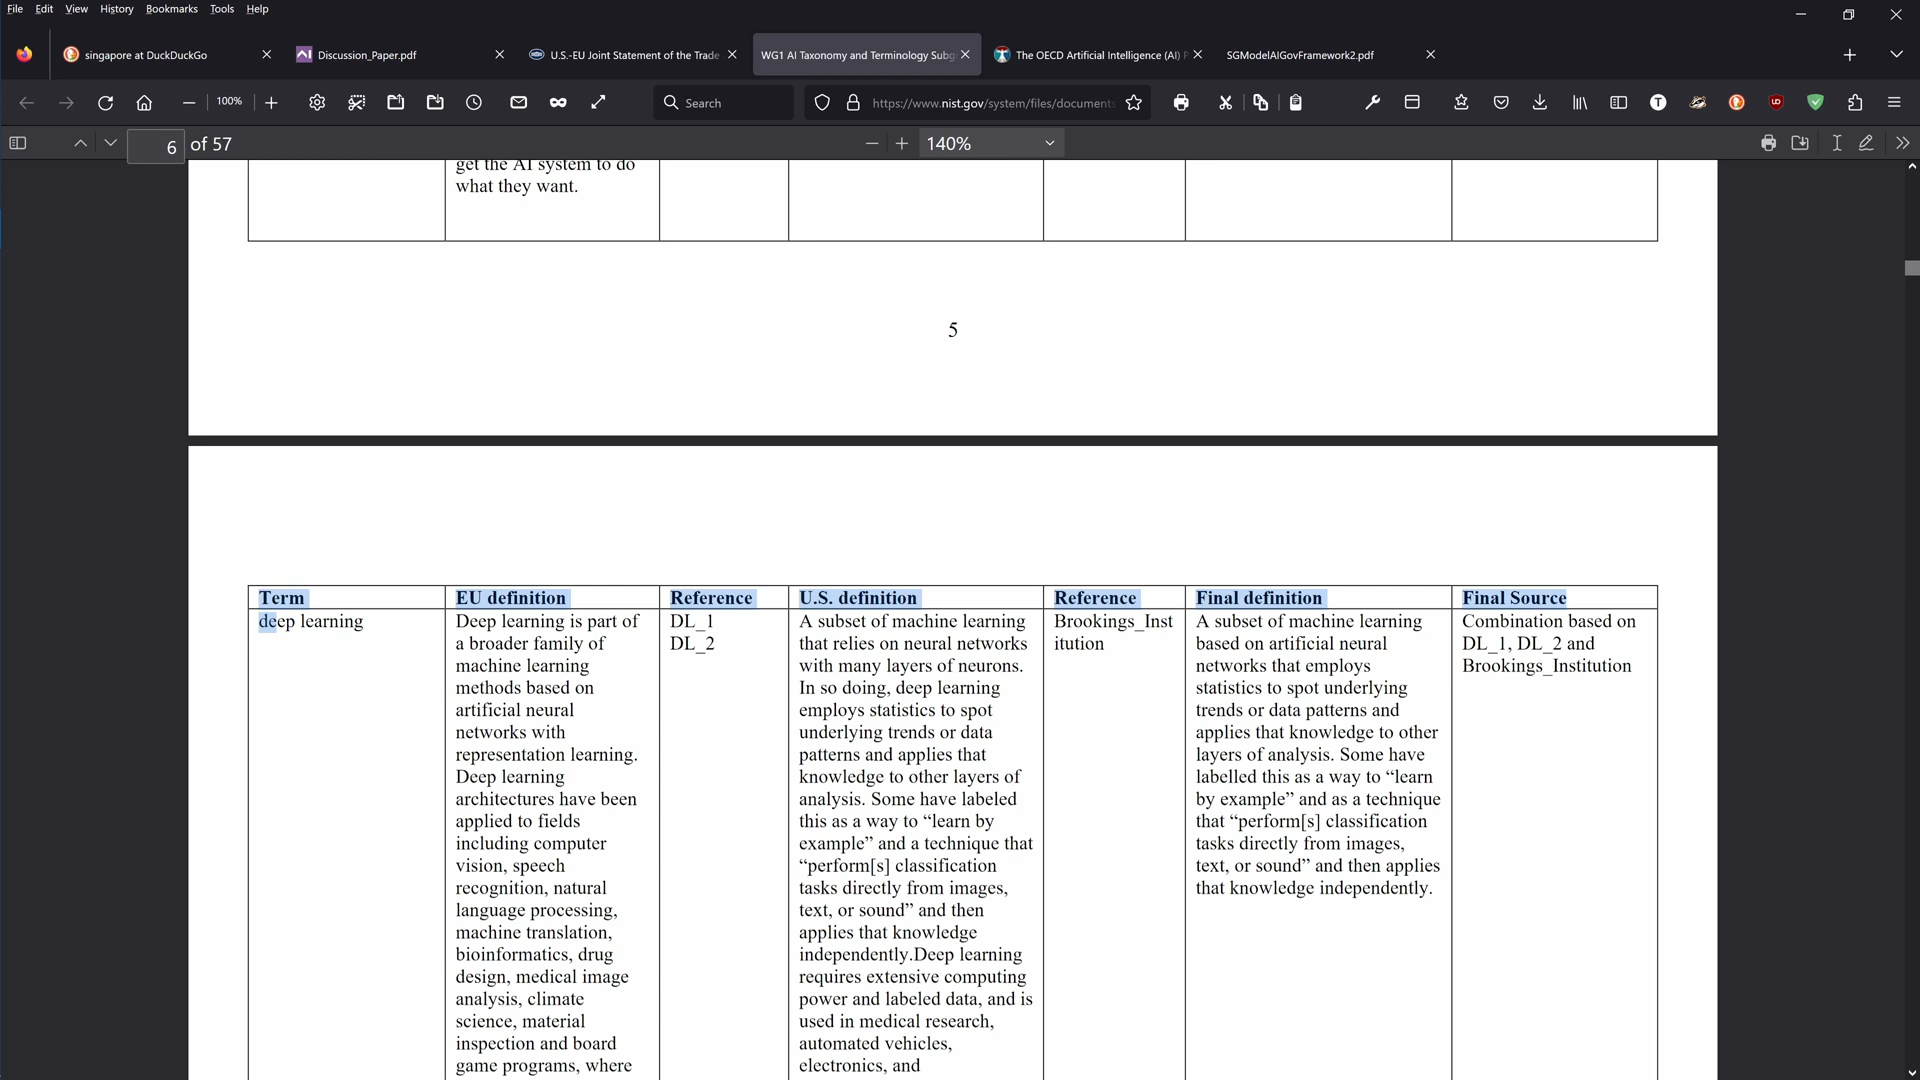 File Edit View History Bookmarks Tools Help
singapore at DuckDuckGo
Discussion_Paper.pdf
U.S.-EU Joint Statement of the Trade
WG1 AI Taxonomy and Terminology Subg
The OECD Artificial Intelligence (AI) P
SGModelAIGovFramework2.pdf
100%
Search
https://www.nist.gov/system/files/documents
6 of 57
140%
get the AI system to do
what they want.
5
Term EU definition Reference U.S. definition Reference Final definition Final Source
deep learning
Deep learning is part of
a broader family of
machine learning
methods based on
artificial neural
networks with
representation learning.
Deep learning
architectures have been
applied to fields
including computer
vision, speech
recognition, natural
language processing,
machine translation,
bioinformatics, drug
design, medical image
analysis, climate
science, material
inspection and board
game programs, where
DL_1
DL_2
A subset of machine learning
that relies on neural networks
with many layers of neurons.
In so doing, deep learning
employs statistics to spot
underlying trends or data
patterns and applies that
knowledge to other layers of
analysis. Some have labeled
this as a way to “learn by
example” and a technique that
“perform[s] classification
tasks directly from images,
text, or sound” and then
applies that knowledge
independently.Deep learning
requires extensive computing
power and labeled data, and is
used in medical research,
automated vehicles,
electronics, and
Brookings_Inst
itution
A subset of machine learning
based on artificial neural
networks that employs
statistics to spot underlying
trends or data patterns and
applies that knowledge to other
layers of analysis. Some have
labelled this as a way to “learn
by example” and as a technique
that “perform[s] classification
tasks directly from images,
text, or sound” and then applies
that knowledge independently.
Combination based on
DL_1, DL_2 and
Brookings_Institution